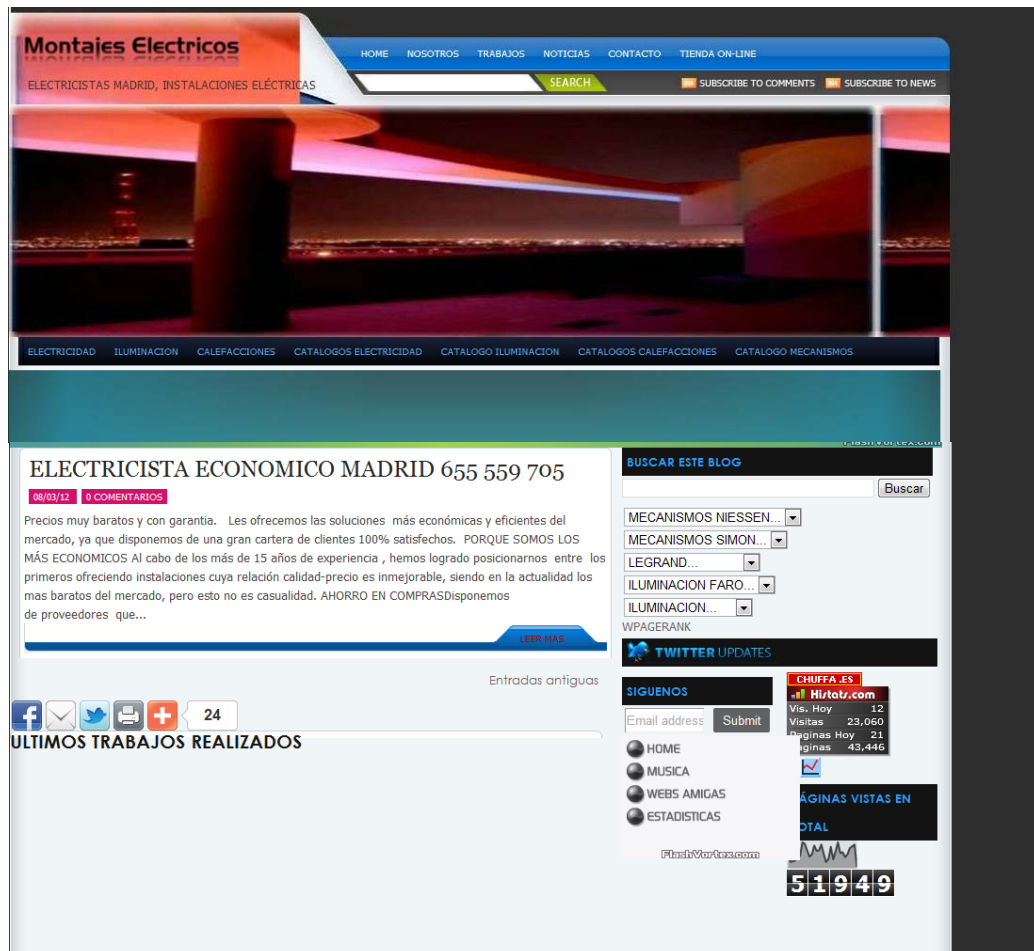 Montajes Electricos
ELECTRICISTAS MADRID, INSTALACIONES ELÉCTRICAS
HOME NOSOTROS TRABAJOS NOTICIAS CONTACTO TIENDA ON-LINE
SEARCH
SUBSCRIBE TO COMMENTS SUBSCRIBE TO NEWS
ELECTRICIDAD ILUMINACION CALEFACCIONES CATALOGOS ELECTRICIDAD CATALOGO ILUMINACION CATALOGOS CALEFACCIONES CATALOGO MECANISMOS
FlashVortex.com
ELECTRICISTA ECONOMICO MADRID 655 559 705
08/03/12 0 COMENTARIOS
Precios muy baratos y con garantia. Les ofrecemos las soluciones más económicas y eficientes del
mercado, ya que disponemos de una gran cartera de clientes 100% satisfechos. PORQUE SOMOS LOS
MÁS ECONOMICOS Al cabo de los más de 15 años de experiencia , hemos logrado posicionarnos entre los
primeros ofreciendo instalaciones cuya relación calidad-precio es inmejorable, siendo en la actualidad los
mas baratos del mercado, pero esto no es casualidad. AHORRO EN COMPRASDisponemos
de proveedores que...
LEER MAS
Entradas antiguas
24
ULTIMOS TRABAJOS REALIZADOS
BUSCAR ESTE BLOG
Buscar
MECANISMOS NIESSEN...
MECANISMOS SIMON...
LEGRAND...
ILUMINACION FARO...
ILUMINACION...
WPAGERANK
TWITTER UPDATES
SIGUENOS
Email address Submit
HOME
MUSICA
WEBS AMIGAS
ESTADISTICAS
FlashVortex.com
CHUFFA.ES
Histats.com
Vis. Hoy 12
Visitas 23,060
Paginas Hoy 21
Paginas 43,446
ÁGINAS VISTAS EN
OTAL
51949